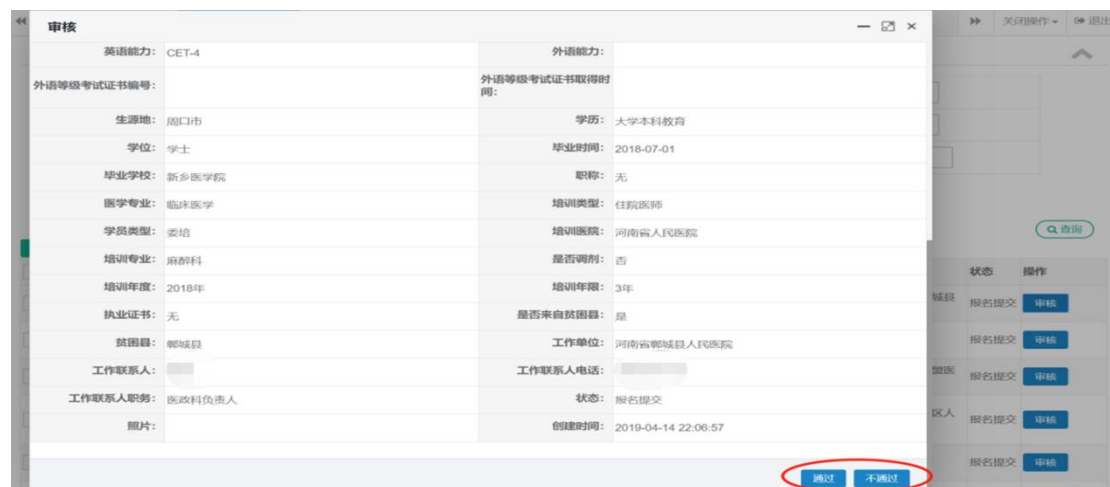 审核
关闭操作
退出
英语能力: CET-4 外语能力:
外语等级考试证书编号: 外语等级考试证书取得时间:
生源地: 周口市 学历: 大学本科教育
学位: 学士 毕业时间: 2018-07-01
毕业学校: 新乡医学院 职称: 无
医学专业: 临床医学 培训类型: 住院医师
学员类型: 委培 培训医院: 河南省人民医院
培训专业: 麻醉科 是否调剂: 否
培训年度: 2018年 培训年限: 3年
执业证书: 无 是否来自贫困县: 是
贫困县: 郸城县 工作单位: 河南省郸城县人民医院
工作联系人: 工作联系人电话:
工作联系人职务: 医政科负责人 状态: 报名提交
照片: 创建时间: 2019-04-14 22:06:57
通过 不通过
查询
状态 操作
城县 报名提交 审核
报名提交 审核
盟医 报名提交 审核
区人 报名提交 审核
报名提交 审核